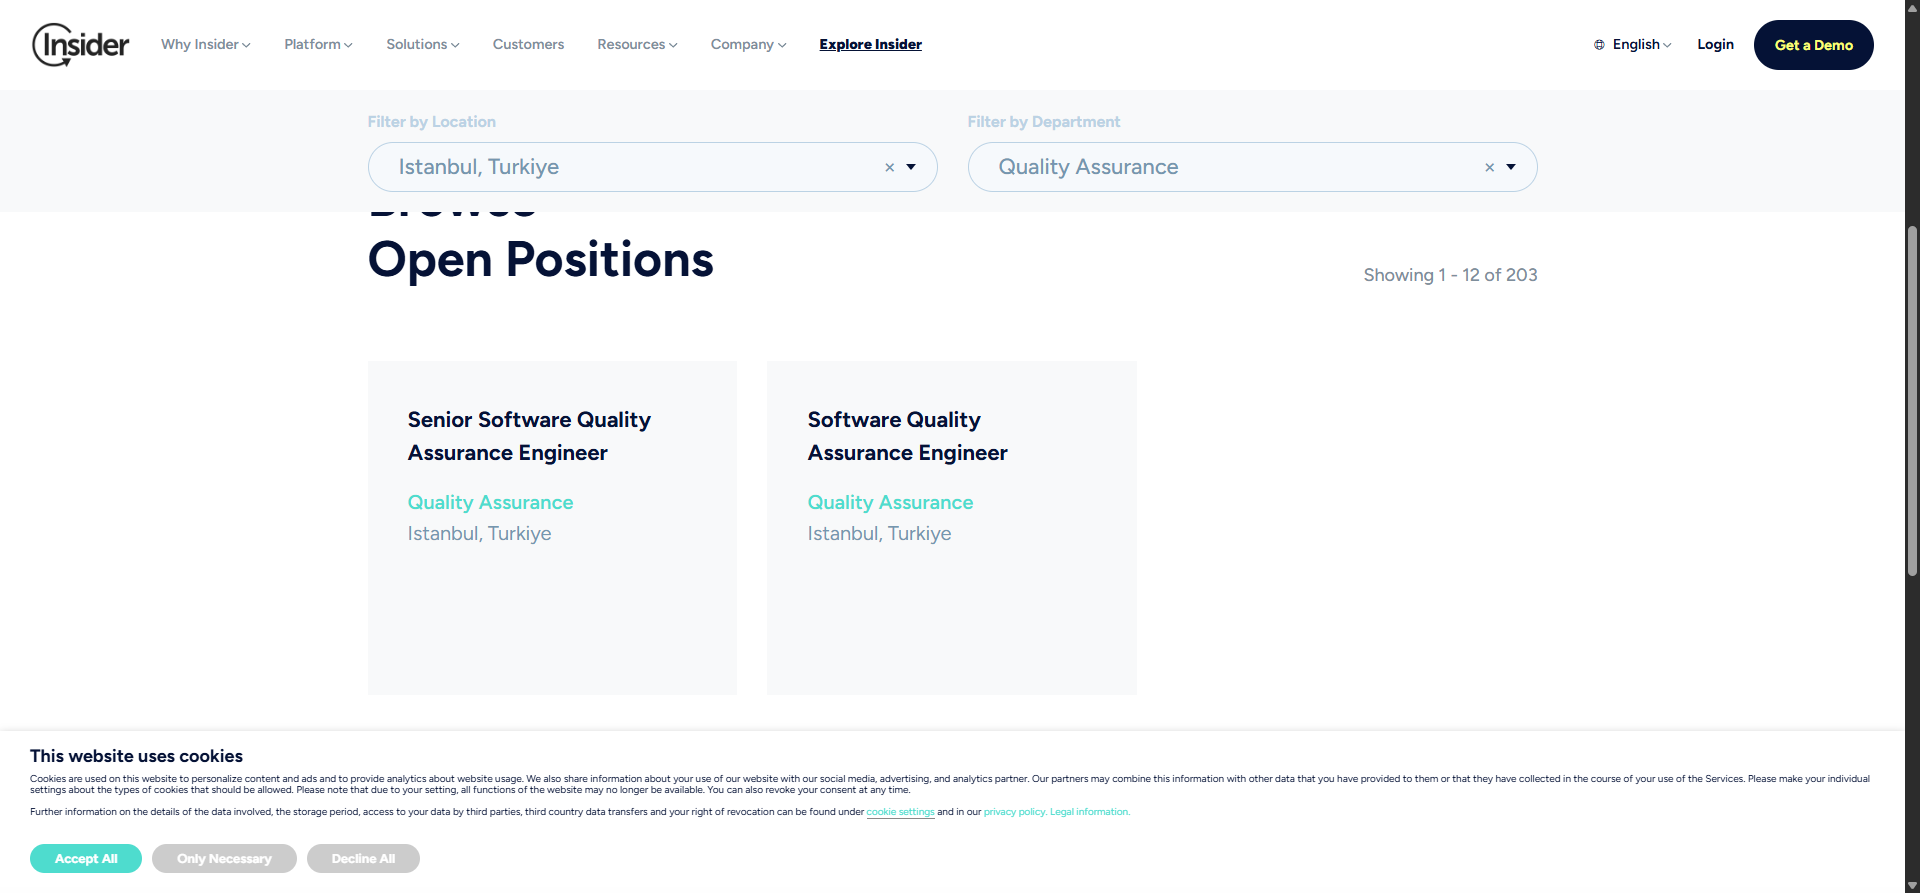 Insider
Why Insider
Platform
Solutions
Customers
Resources
Company
Explore Insider
English
Login
Get a Demo
Filter by Location
Filter by Department
Istanbul, Turkiye
×
Quality Assurance
×
Browse
Open Positions
Showing 1 - 12 of 203
Senior Software Quality
Assurance Engineer
Quality Assurance
Istanbul, Turkiye
Software Quality
Assurance Engineer
Quality Assurance
Istanbul, Turkiye
This website uses cookies
Cookies are used on this website to personalize content and ads and to provide analytics about website usage. We also share information about your use of our website with our social media, advertising, and analytics partner. Our partners may combine this information with other data that you have provided to them or that they have collected in the course of your use of the Services. Please make your individual
settings about the types of cookies that should be allowed. Please note that due to your setting, all functions of the website may no longer be available. You can also revoke your consent at any time.
Further information on the details of the data involved, the storage period, access to your data by third parties, third country data transfers and your right of revocation can be found under cookie settings and in our privacy policy. Legal information.
Accept All
Only Necessary
Decline All